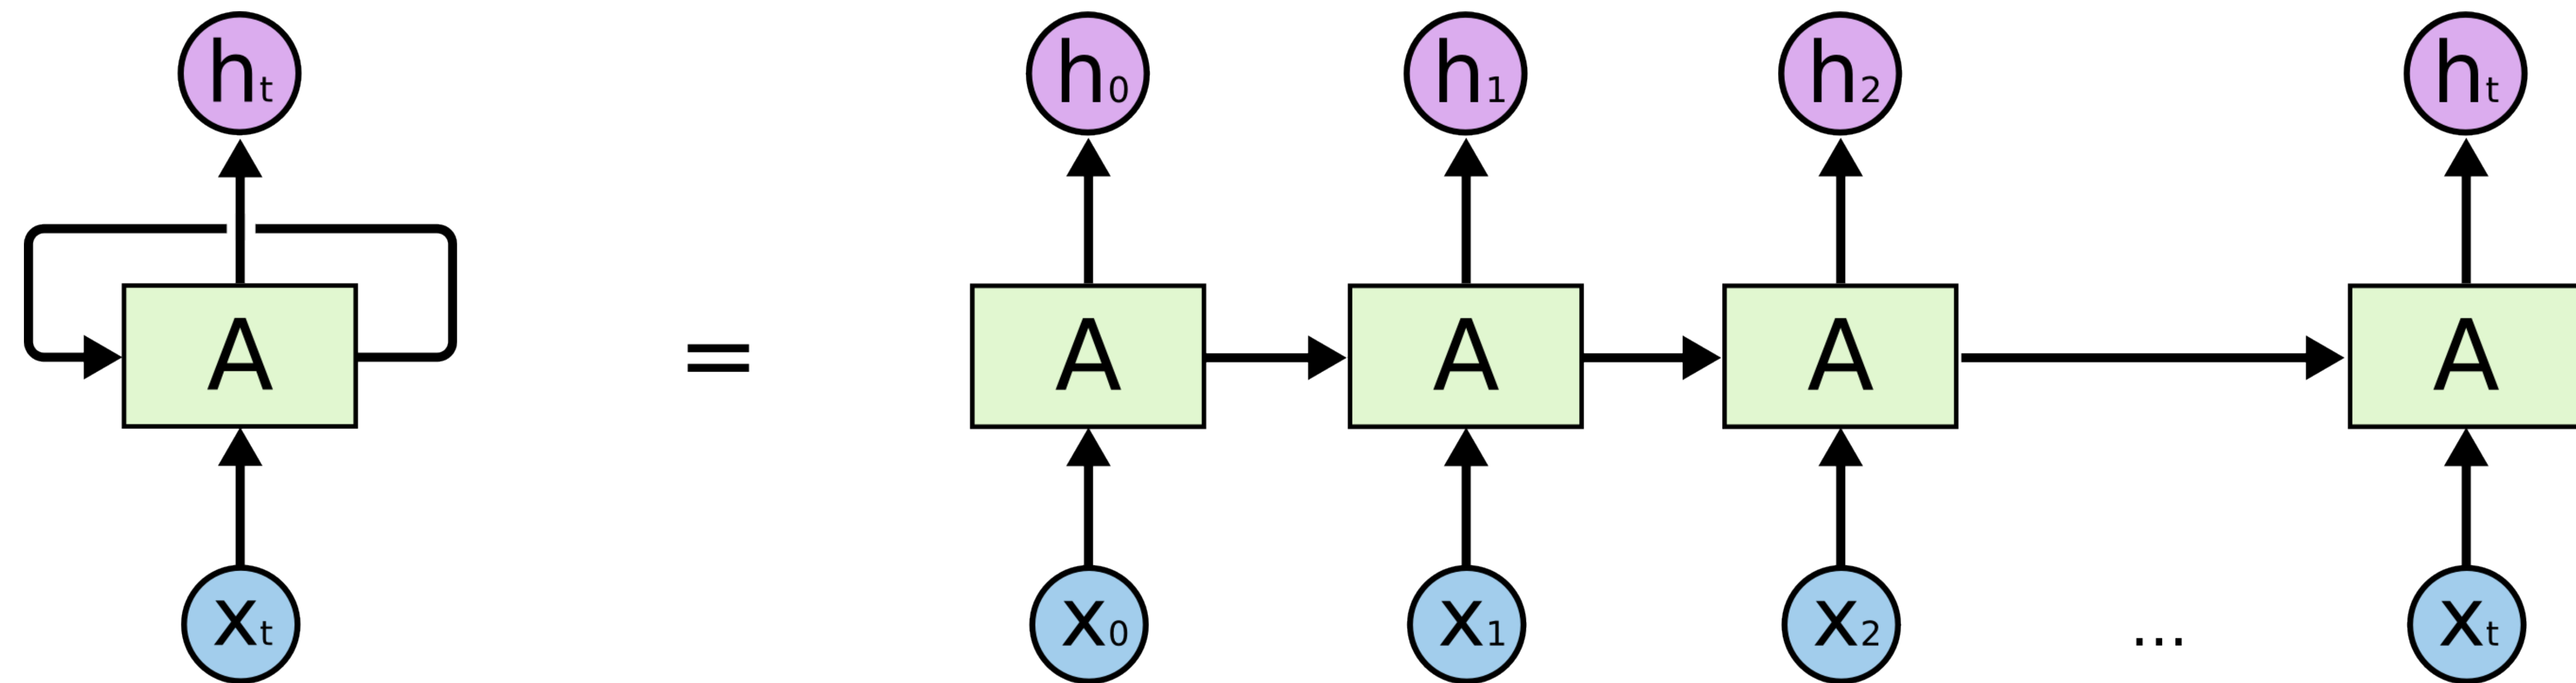 hₜ h₀ h₁ h₂ hₜ
A = A A A A
xₜ x₀ x₁ x₂ ... xₜ